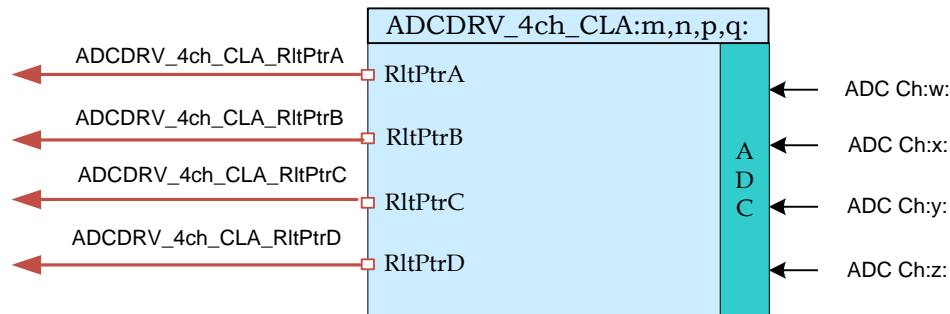 ADCDRV_4ch_CLA:m,n,p,q:
ADCDRV_4ch_CLA_RltPtrA
RltPtrA
ADC Ch:w:
ADCDRV_4ch_CLA_RltPtrB
RltPtrB
ADC Ch:x:
ADCDRV_4ch_CLA_RltPtrC
RltPtrC
ADC Ch:y:
ADCDRV_4ch_CLA_RltPtrD
RltPtrD
ADC Ch:z:
A
D
C